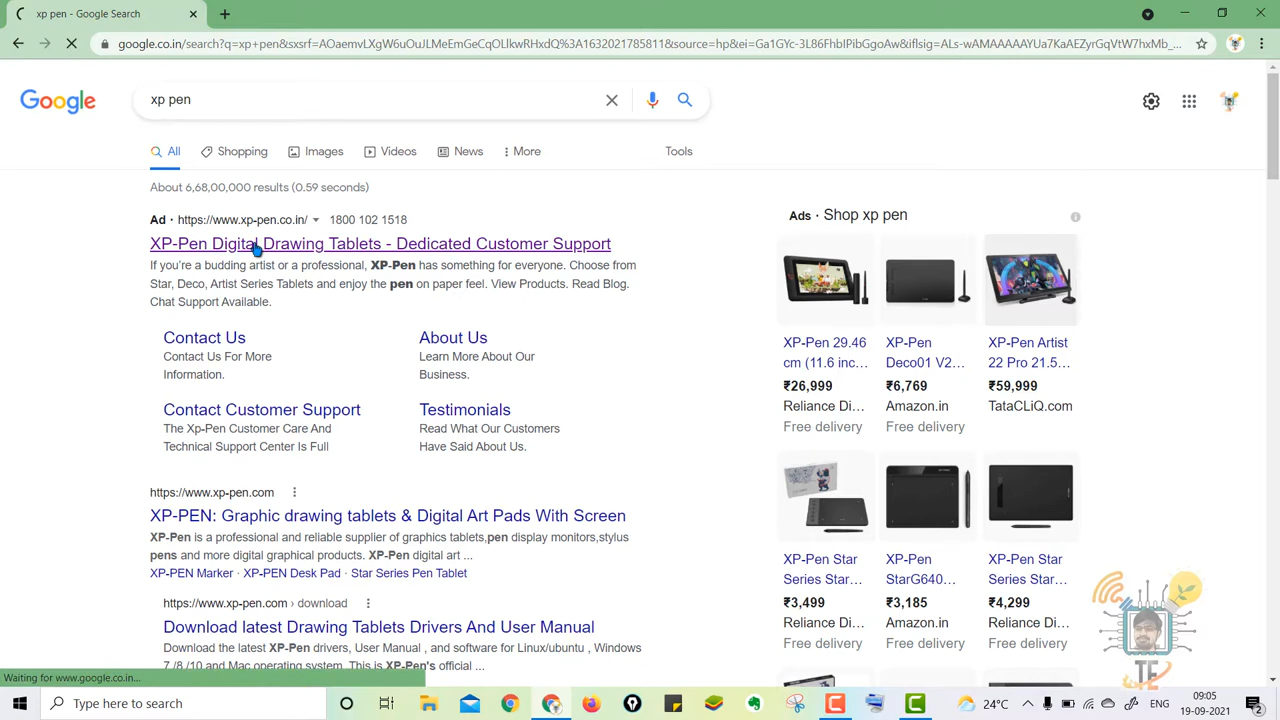 xp pen - Google Search
google.co.in/search?q=xp+pen&sxsrf=AOaemvLXgW6uOuJLMeEmGeCqOLlkwRHxdQ%3A1632021785811&source=hp&ei=Ga1GYc-3L86FhbIPibGgoAw&iflsig=ALs-wAMAAAAAYUa7KaAEZyrGqVtW7hxMb_...
Google
xp pen
All Shopping Images Videos News More Tools
About 6,68,00,000 results (0.59 seconds)
Ad · https://www.xp-pen.co.in/ 1800 102 1518
XP-Pen Digital Drawing Tablets - Dedicated Customer Support
If you're a budding artist or a professional, XP-Pen has something for everyone. Choose from
Star, Deco, Artist Series Tablets and enjoy the pen on paper feel. View Products. Read Blog.
Chat Support Available.
Contact Us
Contact Us For More
Information.
About Us
Learn More About Our
Business.
Contact Customer Support
The Xp-Pen Customer Care And
Technical Support Center Is Full
Testimonials
Read What Our Customers
Have Said About Us.
https://www.xp-pen.com
XP-PEN: Graphic drawing tablets & Digital Art Pads With Screen
XP-Pen is a professional and reliable supplier of graphics tablets,pen display monitors,stylus
pens and more digital graphical products. XP-Pen digital art ...
XP-PEN Marker · XP-PEN Desk Pad · Star Series Pen Tablet
https://www.xp-pen.com › download
Download latest Drawing Tablets Drivers And User Manual
Download the latest XP-Pen drivers, User Manual , and software for Linux/ubuntu , Windows
7 /8 /10 and Mac operating system. This is XP-Pen's official ...
Ads · Shop xp pen
XP-Pen 29.46
cm (11.6 inc...
₹26,999
Reliance Di...
Free delivery
XP-Pen
Deco01 V2...
₹6,769
Amazon.in
Free delivery
XP-Pen Artist
22 Pro 21.5...
₹59,999
TataCLiQ.com
XP-Pen Star
Series Star...
₹3,499
Reliance Di...
Free delivery
XP-Pen
StarG640...
₹3,185
Amazon.in
Free delivery
XP-Pen Star
Series Star...
₹4,299
Reliance Di...
Free delivery
TE
Waiting for www.google.co.in...
Type here to search
24°C
ENG
09:05
19-09-2021
2